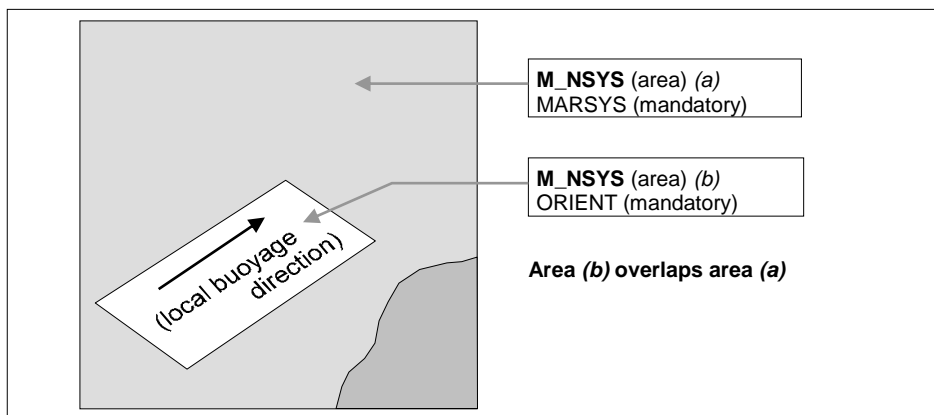 M_NSYS (area) (a)
MARSYS (mandatory)
M_NSYS (area) (b)
ORIENT (mandatory)
Area (b) overlaps area (a)
(local buoyage
direction)